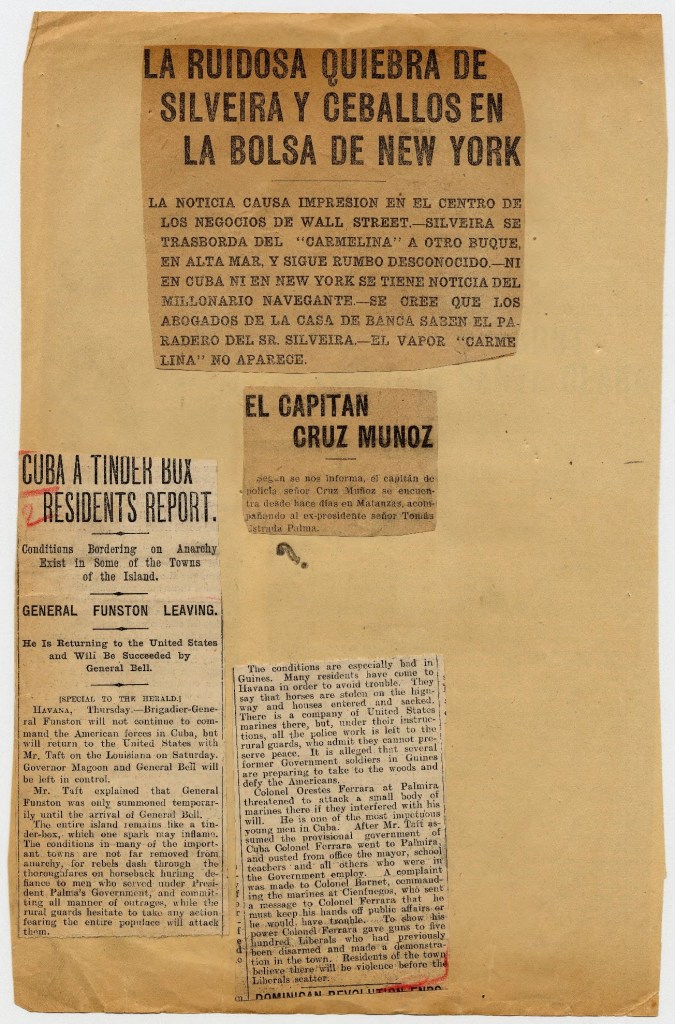 LA RUIDOSA QUIEBRA DE
SILVEIRA Y CEBALLOS EN
LA BOLSA DE NEW YORK
LA NOTICIA CAUSA IMPRESION EN EL CENTRO DE
LOS NEGOCIOS DE WALL STREET.—SILVEIRA SE
TRASBORDA DEL "CARMELINA" A OTRO BUQUE,
EN ALTA MAR, Y SIGUE RUMBO DESCONOCIDO.—NI
EN CUBA NI EN NEW YORK SE TIENE NOTICIA DEL
MILLONARIO NAVEGANTE.—SE CREE QUE LOS
ABOGADOS DE LA CASA DE BANCA SABEN EL PA-
RADERO DEL SR. SILVEIRA.—EL VAPOR "CARME
LINA" NO APARECE.
EL CAPITAN
CRUZ MUNOZ
Segun se nos informa, el capitán de
policía señor Cruz Muñoz se encuen-
tra desde hace días en Matanzas, acom-
pañando al ex-presidente señor Tomás
Estrada Palma.
?
CUBA A TINDER BOX
2 RESIDENTS REPORT.
Conditions Bordering on Anarchy
Exist in Some of the Towns
of the Island.
GENERAL FUNSTON LEAVING.
He Is Returning to the United States
and Will Be Succeeded by
General Bell.
[SPECIAL TO THE HERALD.]
HAVANA, Thursday.—Brigadier-Gene-
ral Funston will not continue to com-
mand the American forces in Cuba, but
will return to the United States with
Mr. Taft on the Louisiana on Saturday.
Governor Magoon and General Bell will
be left in control.
Mr. Taft explained that General
Funston was only summoned temporar-
ily until the arrival of General Bell.
The entire island remains like a tin-
der-box, which one spark may inflame.
The conditions in many of the import-
ant towns are not far removed from
anarchy, for rebels dash through the
thoroughfares on horseback hurling de-
fiance to men who served under Presi-
dent Palma's Government, and commit-
ting all manner of outrages, while the
rural guards hesitate to take any action
fearing the entire populace will attack
them.
The conditions are especially bad in
Guines. Many residents have come to
Havana in order to avoid trouble. They
say that horses are stolen on the high-
way and houses entered and sacked.
There is a company of United States
marines there, but, under their instruc-
tions, all the police work is left to the
rural guards, who admit they cannot pre-
serve peace. It is alleged that several
former Government soldiers in Guines
are preparing to take to the woods and
defy the Americans.
Colonel Orestes Ferrara at Palmira
threatened to attack a small body of
marines there if they interfered with his
will. He is one of the most impetuous
young men in Cuba. After Mr. Taft as-
sumed the provisional government of
Cuba Colonel Ferrara went to Palmira,
and ousted from office the mayor, school
teachers and all others who were in
the Government employ. A complaint
was made to Colonel Bornet, command-
ing the marines at Cienfuegos, who sent
a message to Colonel Ferrara that he
must keep his hands off public affairs or
he would have trouble. To show his
power Colonel Ferrara gave guns to five
hundred Liberals who had previously
been disarmed and made a demonstra-
tion in the town. Residents of the town
believe there will be violence before the
Liberals scatter.
DOMINICAN REVOLUTION ENDS